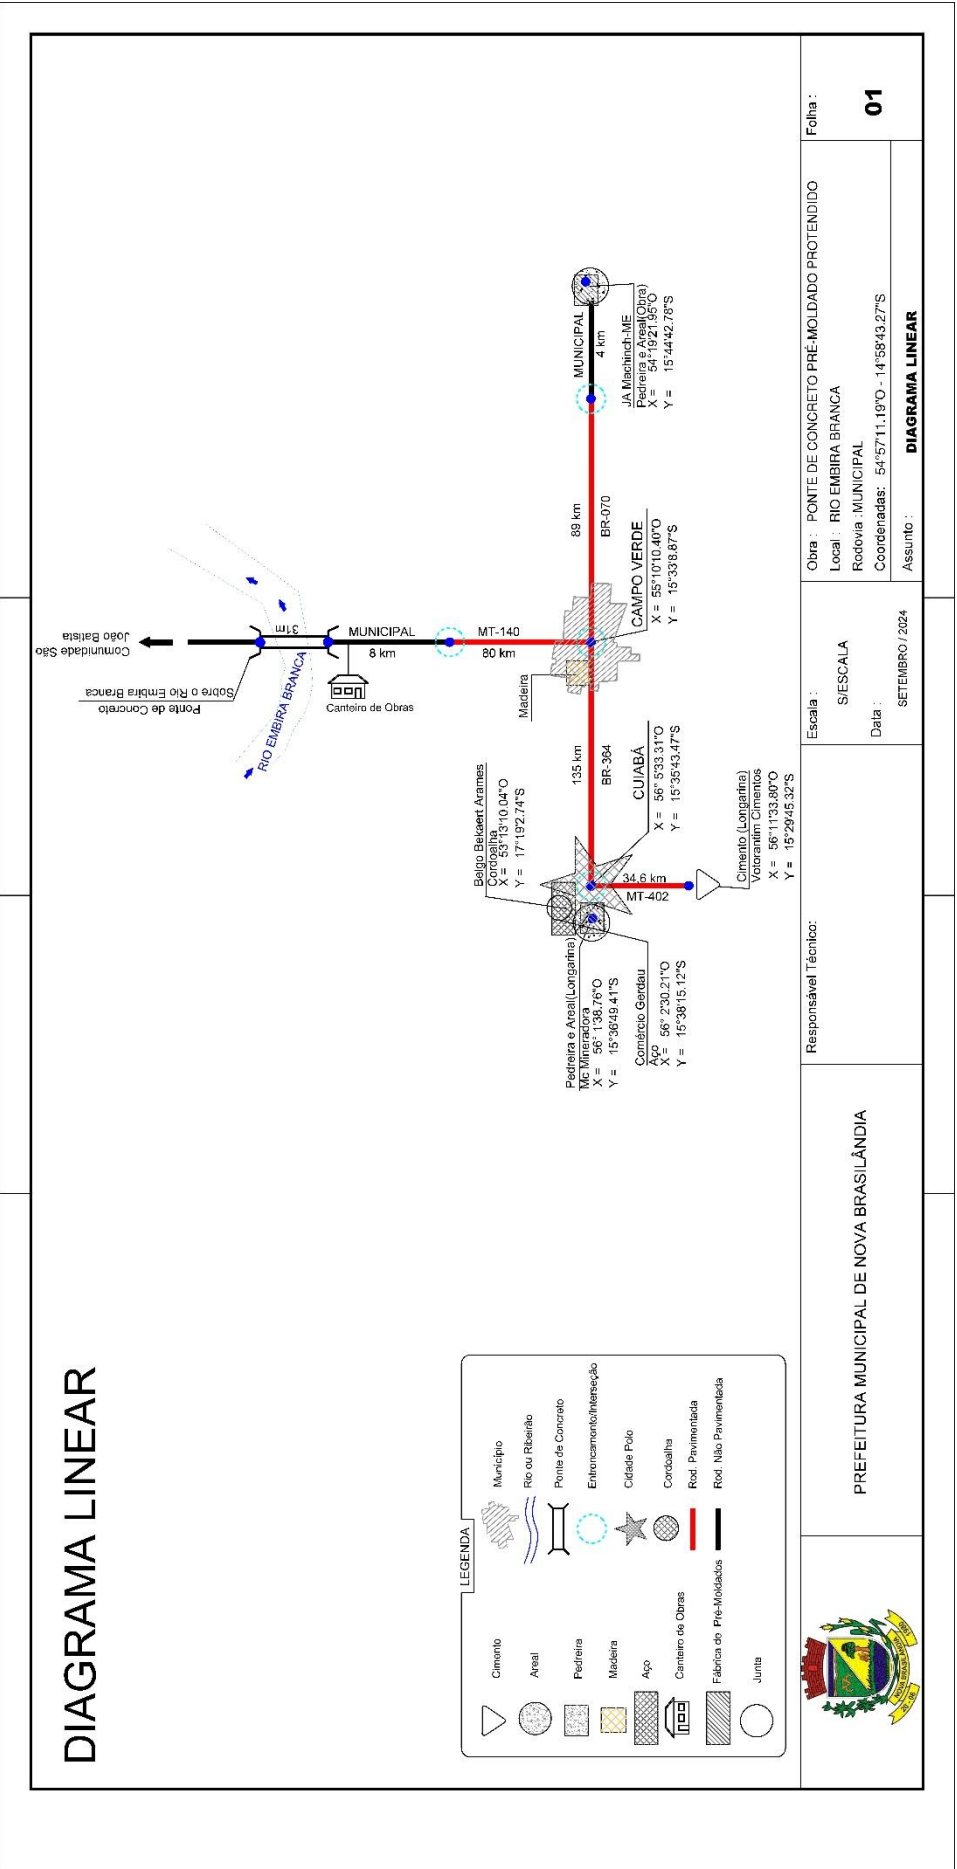 DIAGRAMA LINEAR
Comunidade São
João Batista
Ponte de Concreto
Sobre o Rio Embira Branca
31m
RIO EMBIRA BRANCA
MUNICIPAL
8 km
Canteiro de Obras
MT-140
80 km
Madeira
Belgo Bekaert Arames
Cordoalha
X = 53°13'10.04"O
Y = 17°19'2.74"S
135 km
BR-364
89 km
BR-070
MUNICIPAL
4 km
JA Machinch-ME
Pedreira e Areal(Obra)
X = 54°19'21.95"O
Y = 15°44'42.78"S
CAMPO VERDE
X = 55°10'10.40"O
Y = 15°33'8.87"S
CUIABÁ
X = 56° 5'33.31"O
Y = 15°35'43.47"S
34,6 km
MT-402
Pedreira e Areal(Longarina)
Mc Mineradora
X = 56° 1'38.76"O
Y = 15°36'49.41"S
Comércio Gerdau
Aço
X = 56° 2'30.21"O
Y = 15°38'15.12"S
Cimento (Longarina)
Votorantim Cimentos
X = 56°11'33.80"O
Y = 15°29'45.32"S
LEGENDA
Cimento
Areal
Pedreira
Madeira
Aço
Canteiro de Obras
Fábrica de Pré-Moldados
Junta
Município
Rio ou Ribeirão
Ponte de Concreto
Entroncamento/Interseção
Cidade Polo
Cordoalha
Rod. Pavimentada
Rod. Não Pavimentada
NOVA BRASILÂNDIA
PREFEITURA MUNICIPAL DE NOVA BRASILÂNDIA
Responsável Técnico:
Escala :
S/ESCALA
Data :
SETEMBRO / 2024
Obra : PONTE DE CONCRETO PRÉ-MOLDADO PROTENDIDO
Local : RIO EMBIRA BRANCA
Rodovia : MUNICIPAL
Coordenadas: 54°57'11.19"O - 14°58'43.27"S
Assunto :
DIAGRAMA LINEAR
Folha :
01